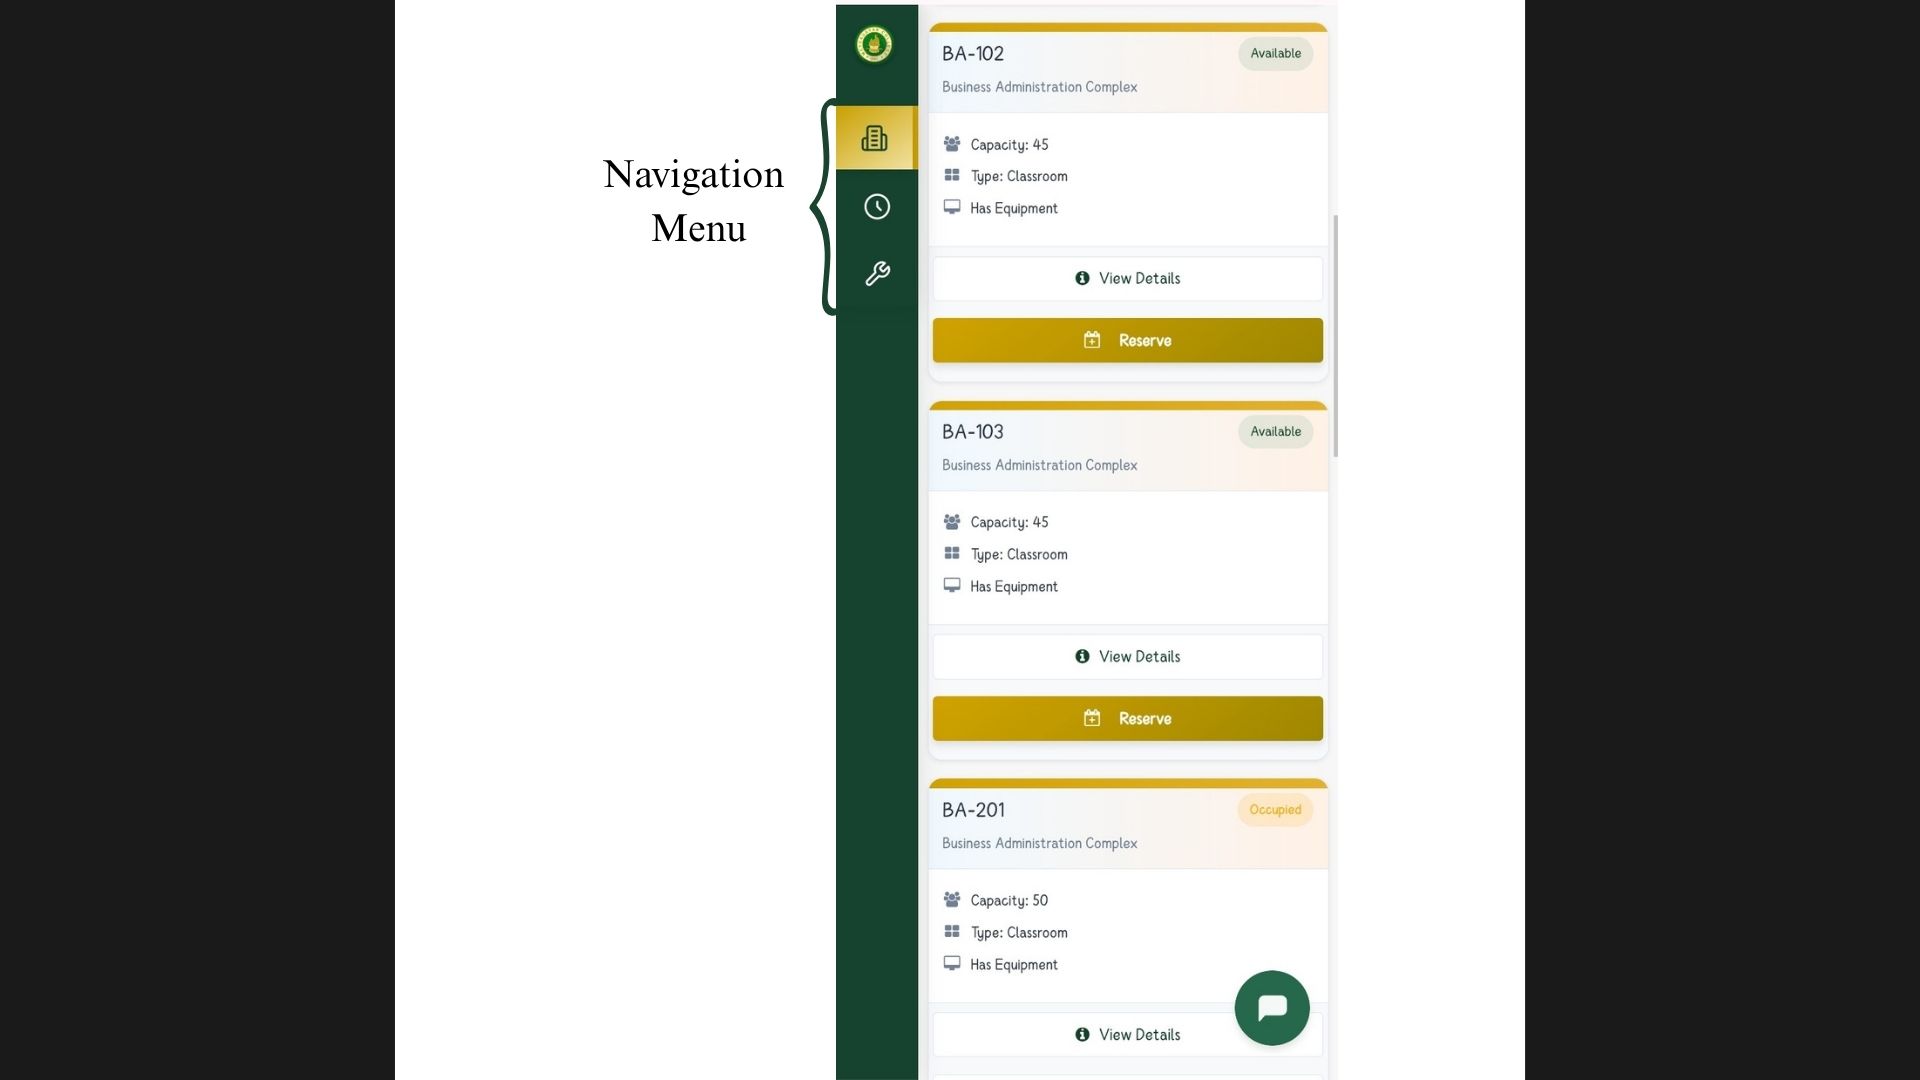 Navigation
Menu
BA-102
Available
Business Administration Complex
Capacity: 45
Type: Classroom
Has Equipment
View Details
Reserve
BA-103
Available
Business Administration Complex
Capacity: 45
Type: Classroom
Has Equipment
View Details
Reserve
BA-201
Occupied
Business Administration Complex
Capacity: 50
Type: Classroom
Has Equipment
View Details